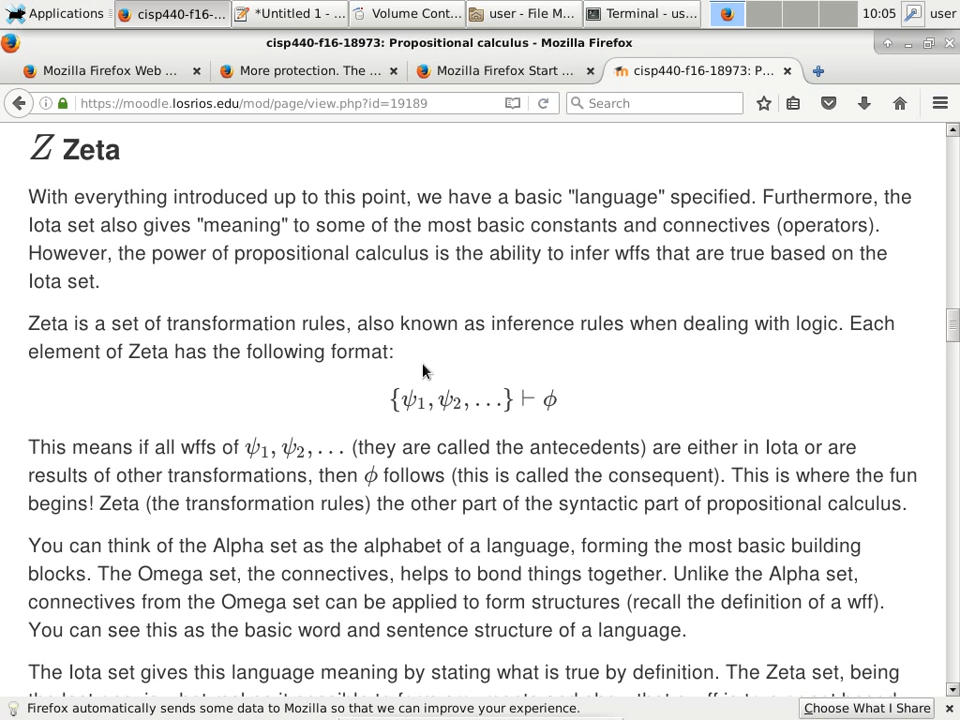 Applications cisp440-f16-... *Untitled 1 - ... Volume Cont... user - File M... Terminal - us... 10:05 user
cisp440-f16-18973: Propositional calculus - Mozilla Firefox
Mozilla Firefox Web ... More protection. The ... Mozilla Firefox Start ... cisp440-f16-18973: P...
https://moodle.losrios.edu/mod/page/view.php?id=19189 Search
Z Zeta
With everything introduced up to this point, we have a basic "language" specified. Furthermore, the
Iota set also gives "meaning" to some of the most basic constants and connectives (operators).
However, the power of propositional calculus is the ability to infer wffs that are true based on the
Iota set.
Zeta is a set of transformation rules, also known as inference rules when dealing with logic. Each
element of Zeta has the following format:
{ψ₁, ψ₂, ...} ⊢ ϕ
This means if all wffs of ψ₁, ψ₂, ... (they are called the antecedents) are either in Iota or are
results of other transformations, then ϕ follows (this is called the consequent). This is where the fun
begins! Zeta (the transformation rules) the other part of the syntactic part of propositional calculus.
You can think of the Alpha set as the alphabet of a language, forming the most basic building
blocks. The Omega set, the connectives, helps to bond things together. Unlike the Alpha set,
connectives from the Omega set can be applied to form structures (recall the definition of a wff).
You can see this as the basic word and sentence structure of a language.
The Iota set gives this language meaning by stating what is true by definition. The Zeta set, being
Firefox automatically sends some data to Mozilla so that we can improve your experience. Choose What I Share